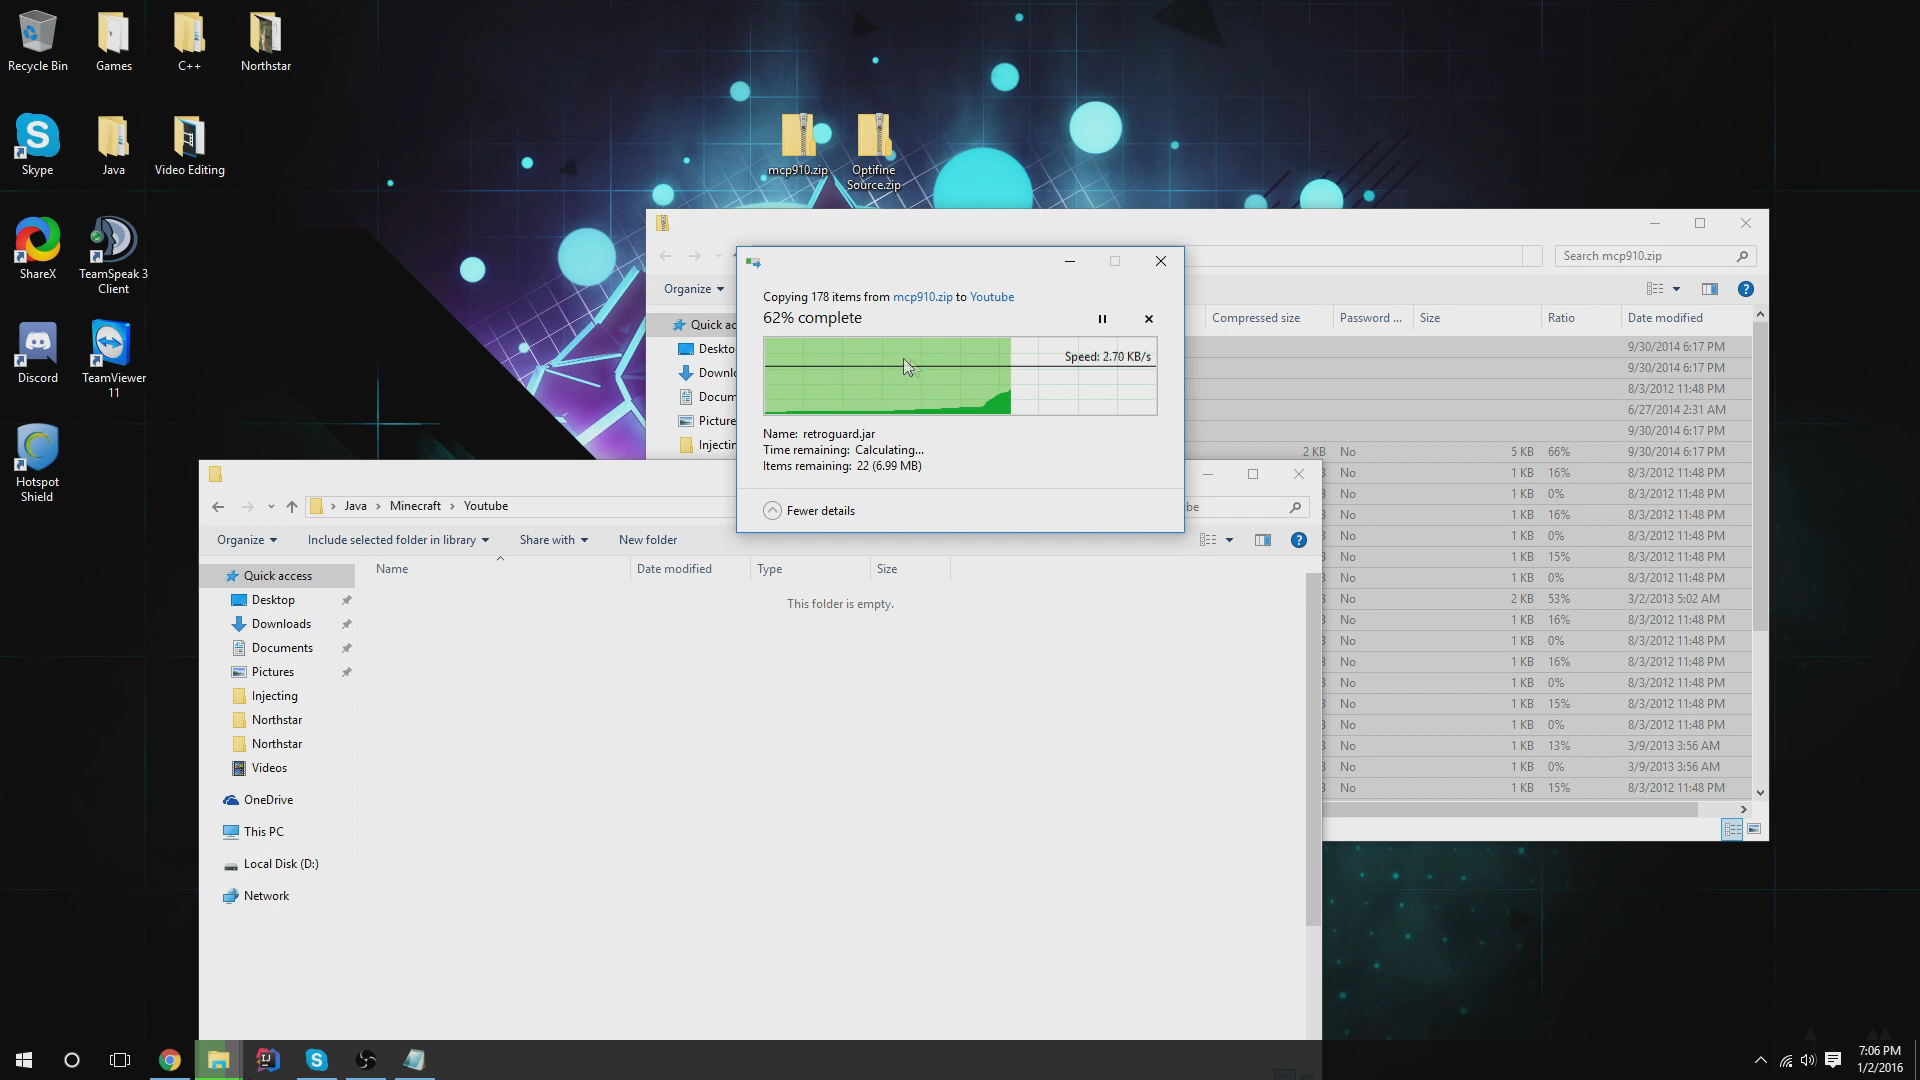 Recycle Bin
Games
C++
Northstar
Skype
Java
Video Editing
mcp910.zip
Optifine
Source.zip
ShareX
TeamSpeak 3
Client
Discord
TeamViewer
11
Hotspot
Shield
Search mcp910.zip
Organize
Quick ac
Deskto
Downlo
Docum
Picture
Injectin
Compressed size
Password ...
Size
Ratio
Date modified
9/30/2014 6:17 PM
9/30/2014 6:17 PM
8/3/2012 11:48 PM
6/27/2014 2:31 AM
9/30/2014 6:17 PM
2 KB No 5 KB 66% 9/30/2014 6:17 PM
No 1 KB 16% 8/3/2012 11:48 PM
No 1 KB 0% 8/3/2012 11:48 PM
No 1 KB 16% 8/3/2012 11:48 PM
No 1 KB 0% 8/3/2012 11:48 PM
No 1 KB 15% 8/3/2012 11:48 PM
No 1 KB 0% 8/3/2012 11:48 PM
No 2 KB 53% 3/2/2013 5:02 AM
No 1 KB 16% 8/3/2012 11:48 PM
No 1 KB 0% 8/3/2012 11:48 PM
No 1 KB 16% 8/3/2012 11:48 PM
No 1 KB 0% 8/3/2012 11:48 PM
No 1 KB 15% 8/3/2012 11:48 PM
No 1 KB 0% 8/3/2012 11:48 PM
No 1 KB 13% 3/9/2013 3:56 AM
No 1 KB 0% 3/9/2013 3:56 AM
No 1 KB 15% 8/3/2012 11:48 PM
Copying 178 items from mcp910.zip to Youtube
62% complete
Speed: 2.70 KB/s
Name: retroguard.jar
Time remaining: Calculating...
Items remaining: 22 (6.99 MB)
Fewer details
Java > Minecraft > Youtube
be
Organize
Include selected folder in library
Share with
New folder
Name
Date modified
Type
Size
This folder is empty.
Quick access
Desktop
Downloads
Documents
Pictures
Injecting
Northstar
Northstar
Videos
OneDrive
This PC
Local Disk (D:)
Network
7:06 PM
1/2/2016